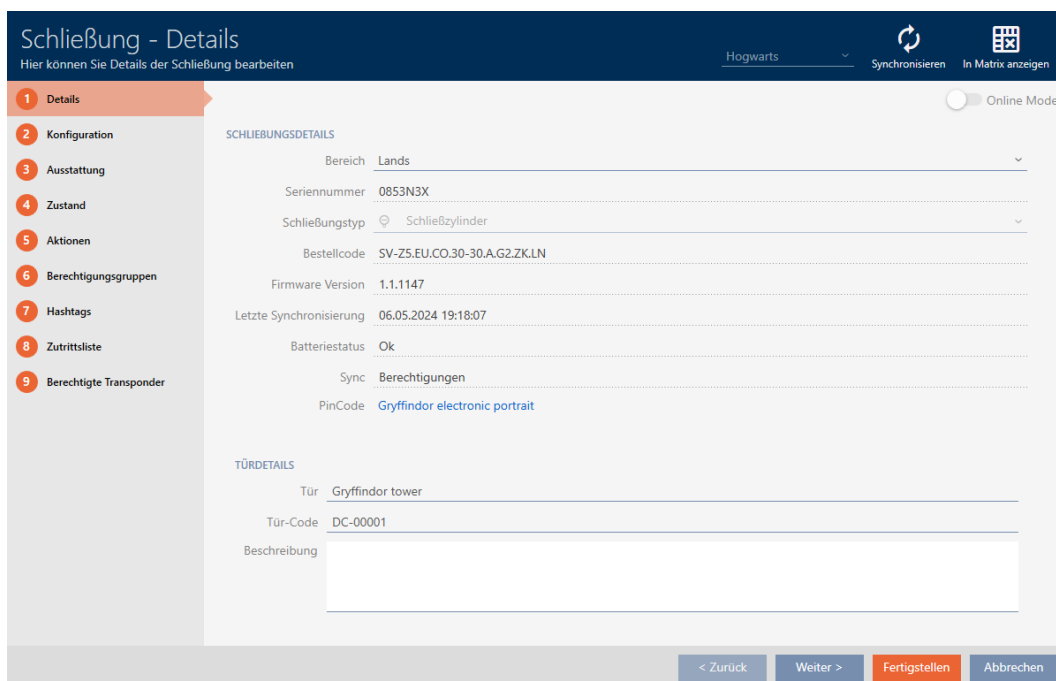 Schließung - Details
Hier können Sie Details der Schließung bearbeiten
Hogwarts
Synchronisieren
In Matrix anzeigen
1 Details
2 Konfiguration
3 Ausstattung
4 Zustand
5 Aktionen
6 Berechtigungsgruppen
7 Hashtags
8 Zutrittsliste
9 Berechtigte Transponder
Online Mode
SCHLIEßUNGSDETAILS
Bereich Lands
Seriennummer 0853N3X
Schließungstyp Schließzylinder
Bestellcode SV-Z5.EU.CO.30-30.A.G2.ZK.LN
Firmware Version 1.1.1147
Letzte Synchronisierung 06.05.2024 19:18:07
Batteriestatus Ok
Sync Berechtigungen
PinCode Gryffindor electronic portrait
TÜRDETAILS
Tür Gryffindor tower
Tür-Code DC-00001
Beschreibung
< Zurück
Weiter >
Fertigstellen
Abbrechen